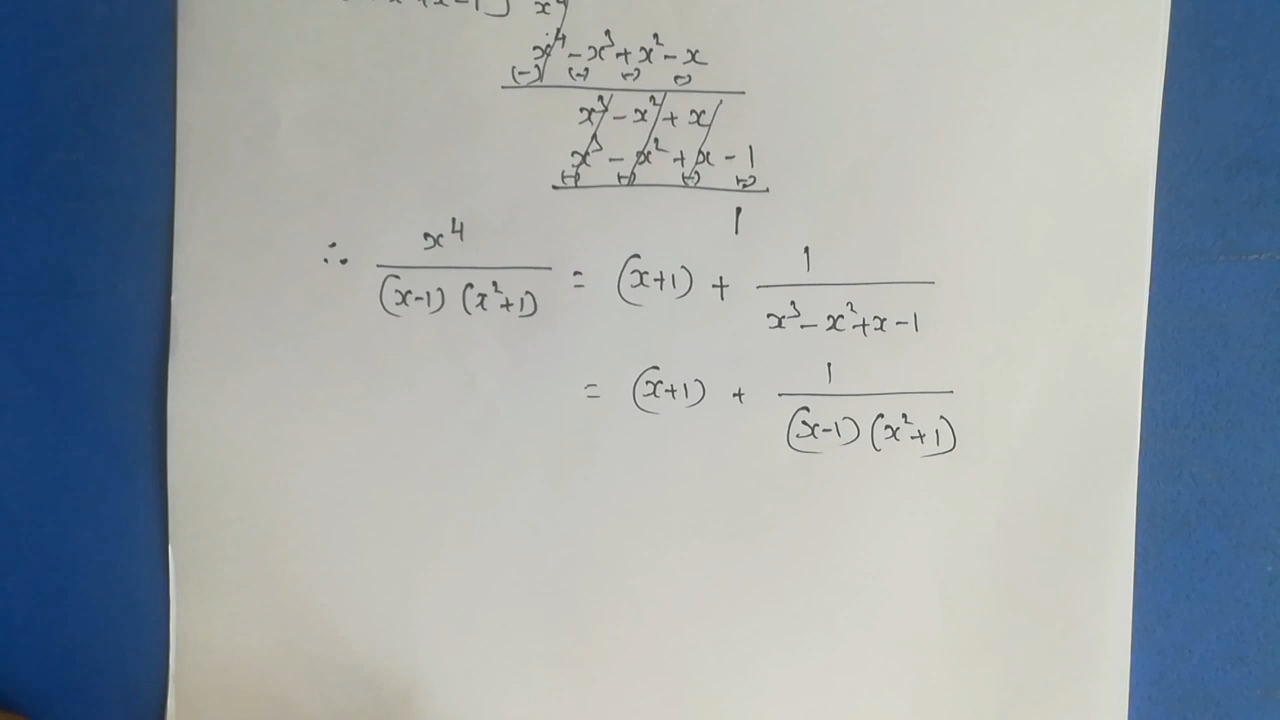 x⁴
x⁴ - x³ + x² - x
(-) (-) (-) (-)
x³ - x² + x
x³ - x² + x - 1
(-) (-) (-) (-)
1
∴ x⁴ / (x-1) (x²+1) = (x+1) + 1 / x³ - x² + x - 1
= (x+1) + 1 / (x-1) (x²+1)